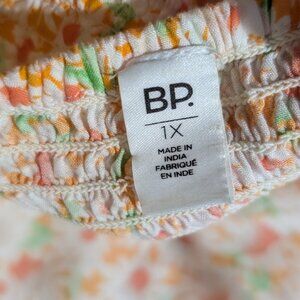 BP.
1X
MADE IN
INDIA
FABRIQUÉ
EN INDE